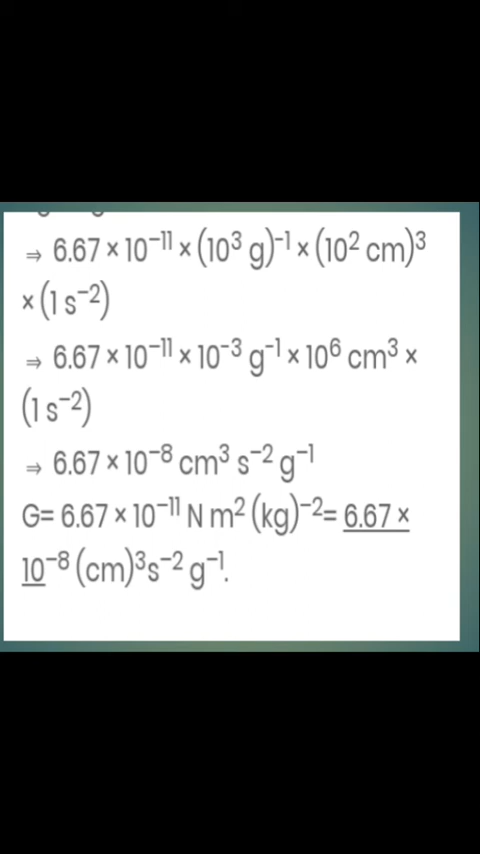 ⇒ 6.67 × 10⁻¹¹ × (10³ g)⁻¹ × (10² cm)³
× (1 s⁻²)
⇒ 6.67 × 10⁻¹¹ × 10⁻³ g⁻¹ × 10⁶ cm³ ×
(1 s⁻²)
⇒ 6.67 × 10⁻⁸ cm³ s⁻² g⁻¹
G= 6.67 × 10⁻¹¹ N m² (kg)⁻²= 6.67 ×
10⁻⁸ (cm)³s⁻² g⁻¹.